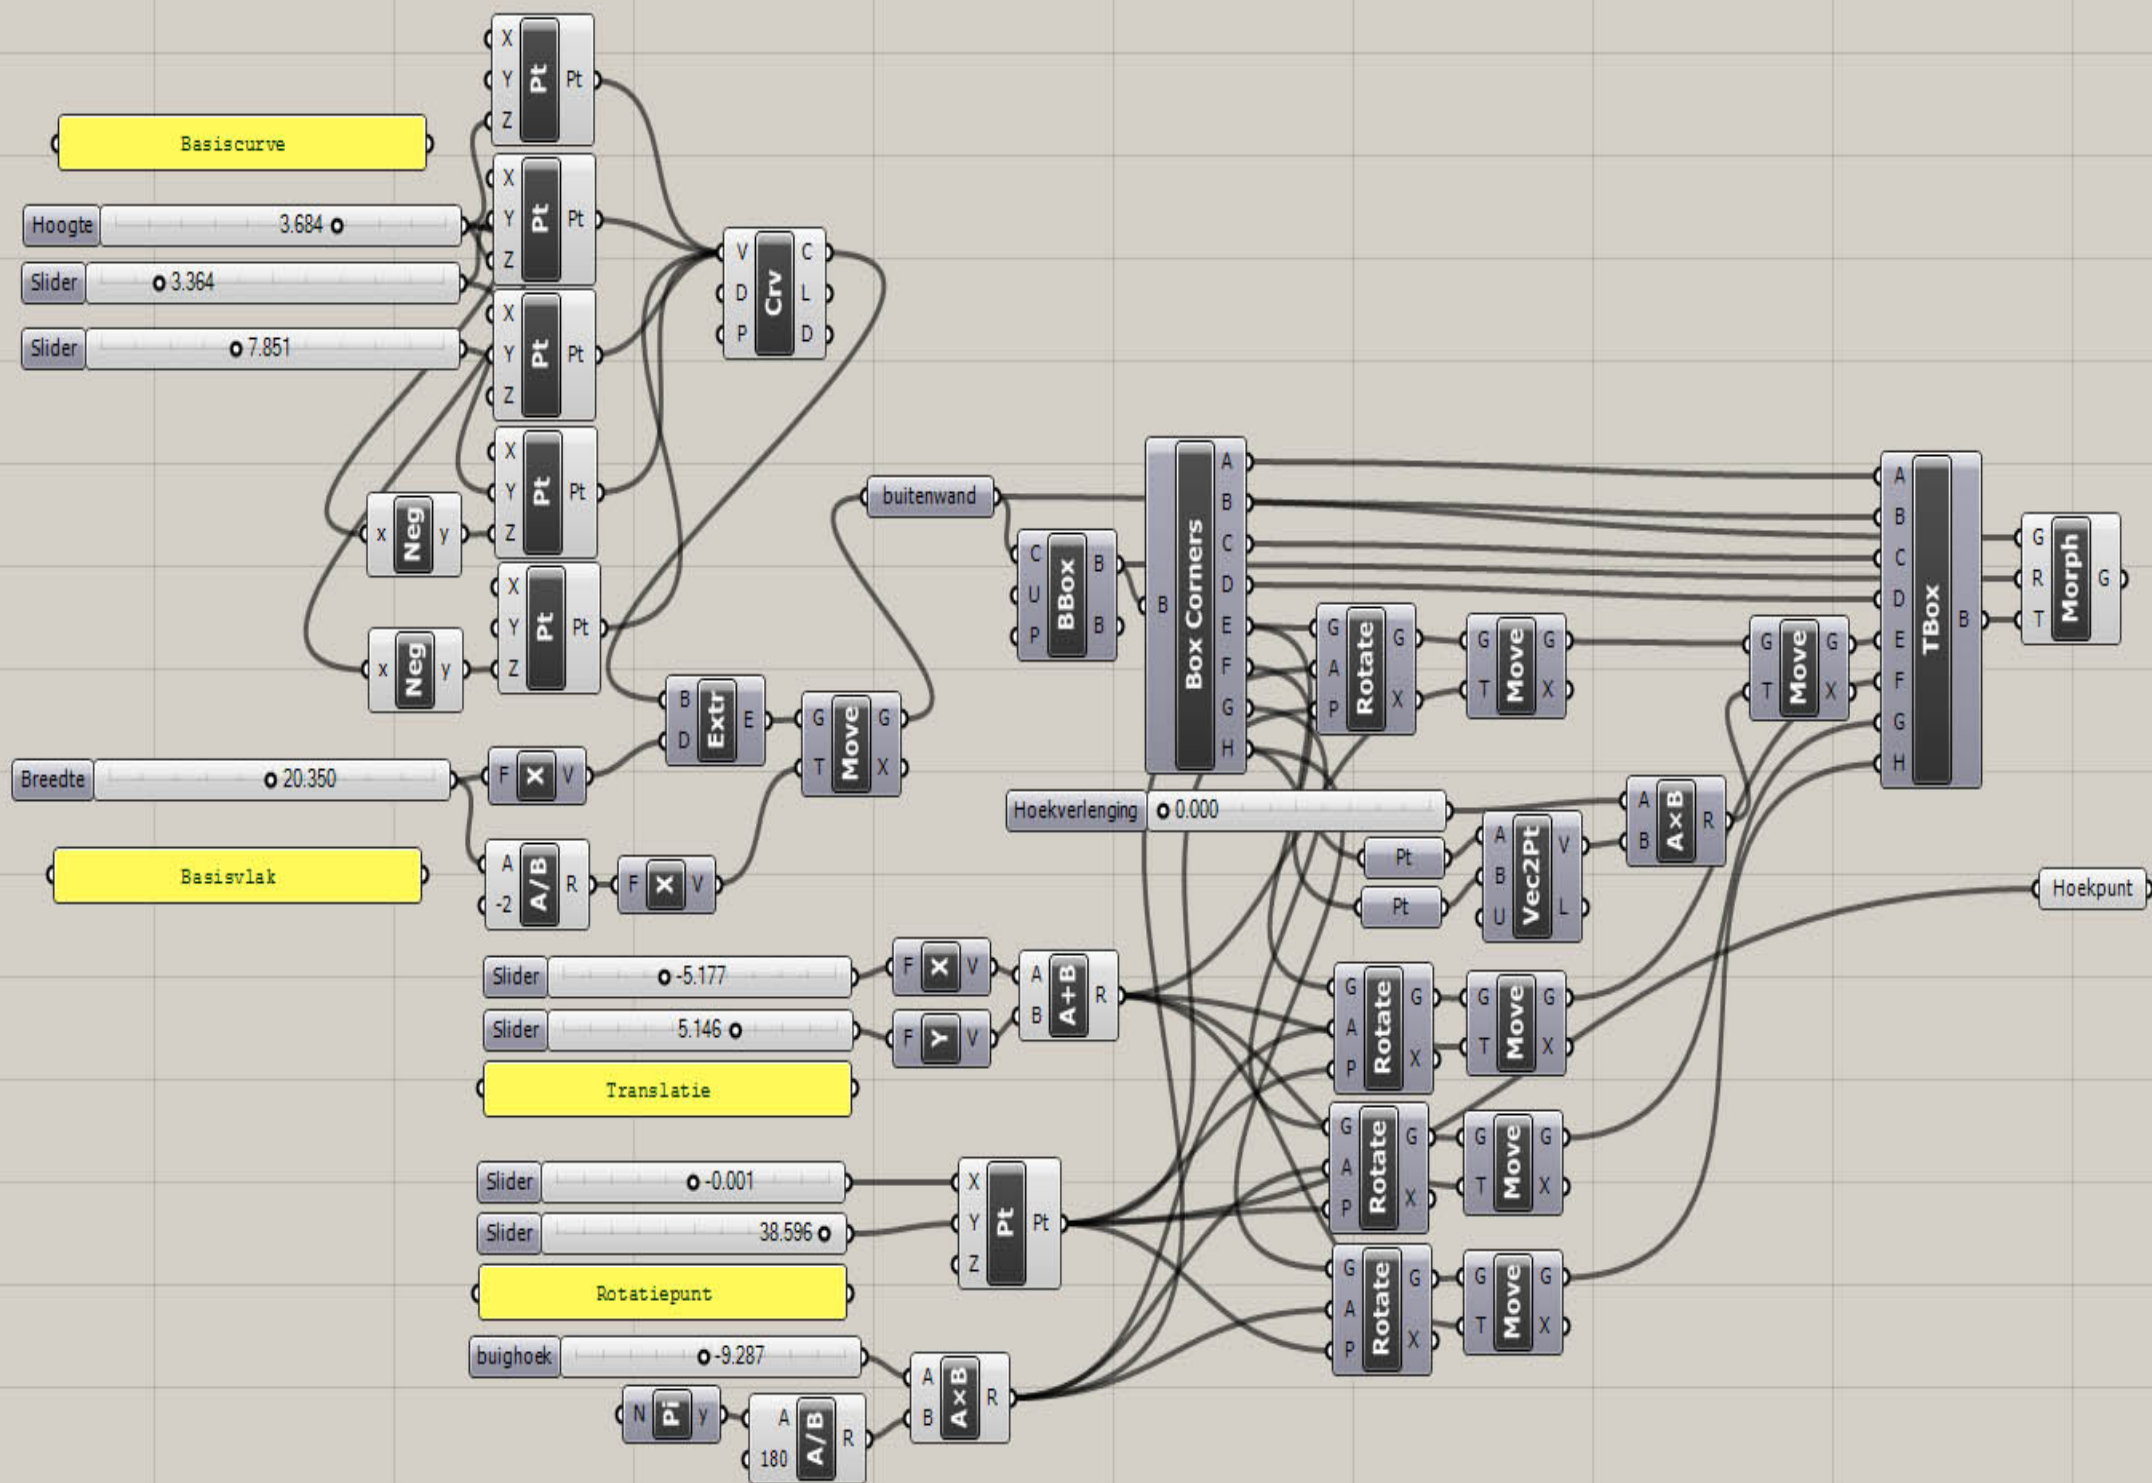 X
Y Pt Pt
Z
Basiscurve
X
Y Pt Pt
Z
Hoogte 3.684
Slider 3.364
Slider 7.851
X
Y Pt Pt
Z
V C
D Crv L
P D
X
Y Pt Pt
Z
x Neg y
X
Y Pt Pt
Z
x Neg y
B Extr E
D
G Move G
T X
Breedte 20.350
F X V
Basisvlak
A A/B R
-2
F X V
buitenwand
C BBox B
U
P B
B Box Corners
A
B
C
D
E
F
G
H
G Rotate G
A
P X
G Move G
T X
G Move G
T X
A
B
C
D TBox B
E
F
G
H
G Morph
R G
T
Hoekverlenging 0.000
Pt
Pt
A Vec2Pt V
B
U L
A A×B R
B
Hoekpunt
Slider -5.177
F X V
Slider 5.146
F Y V
A A+B R
B
Translatie
G Rotate G
A
P X
G Move G
T X
Slider -0.001
Slider 38.596
X
Y Pt Pt
Z
Rotatiepunt
G Rotate G
A
P X
G Move G
T X
G Rotate G
A
P X
G Move G
T X
buighoek -9.287
N Pi y
A A/B R
180
A A×B R
B